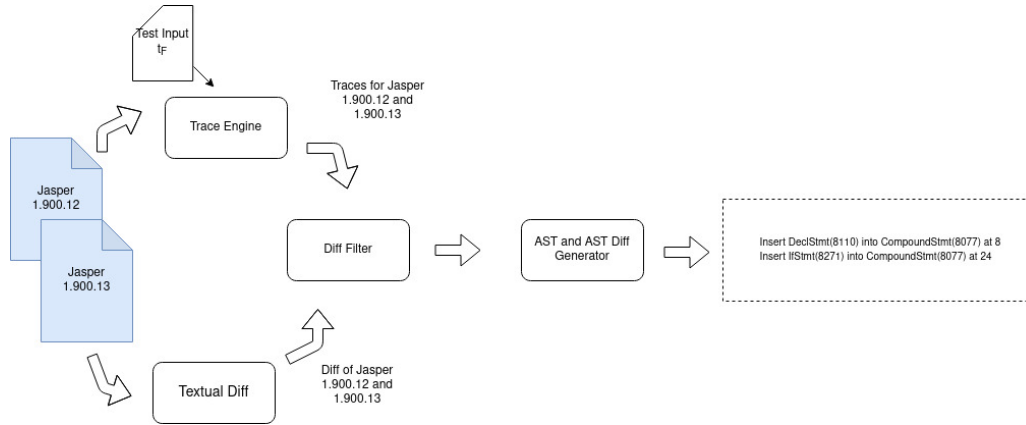 Test Input
tF
Trace Engine
Traces for Jasper
1.900.12 and
1.900.13
Jasper
1.900.12
Jasper
1.900.13
Diff Filter
AST and AST Diff
Generator
Insert DeclStmt(8110) into CompoundStmt(8077) at 8
Insert IfStmt(8271) into CompoundStmt(8077) at 24
Textual Diff
Diff of Jasper
1.900.12 and
1.900.13